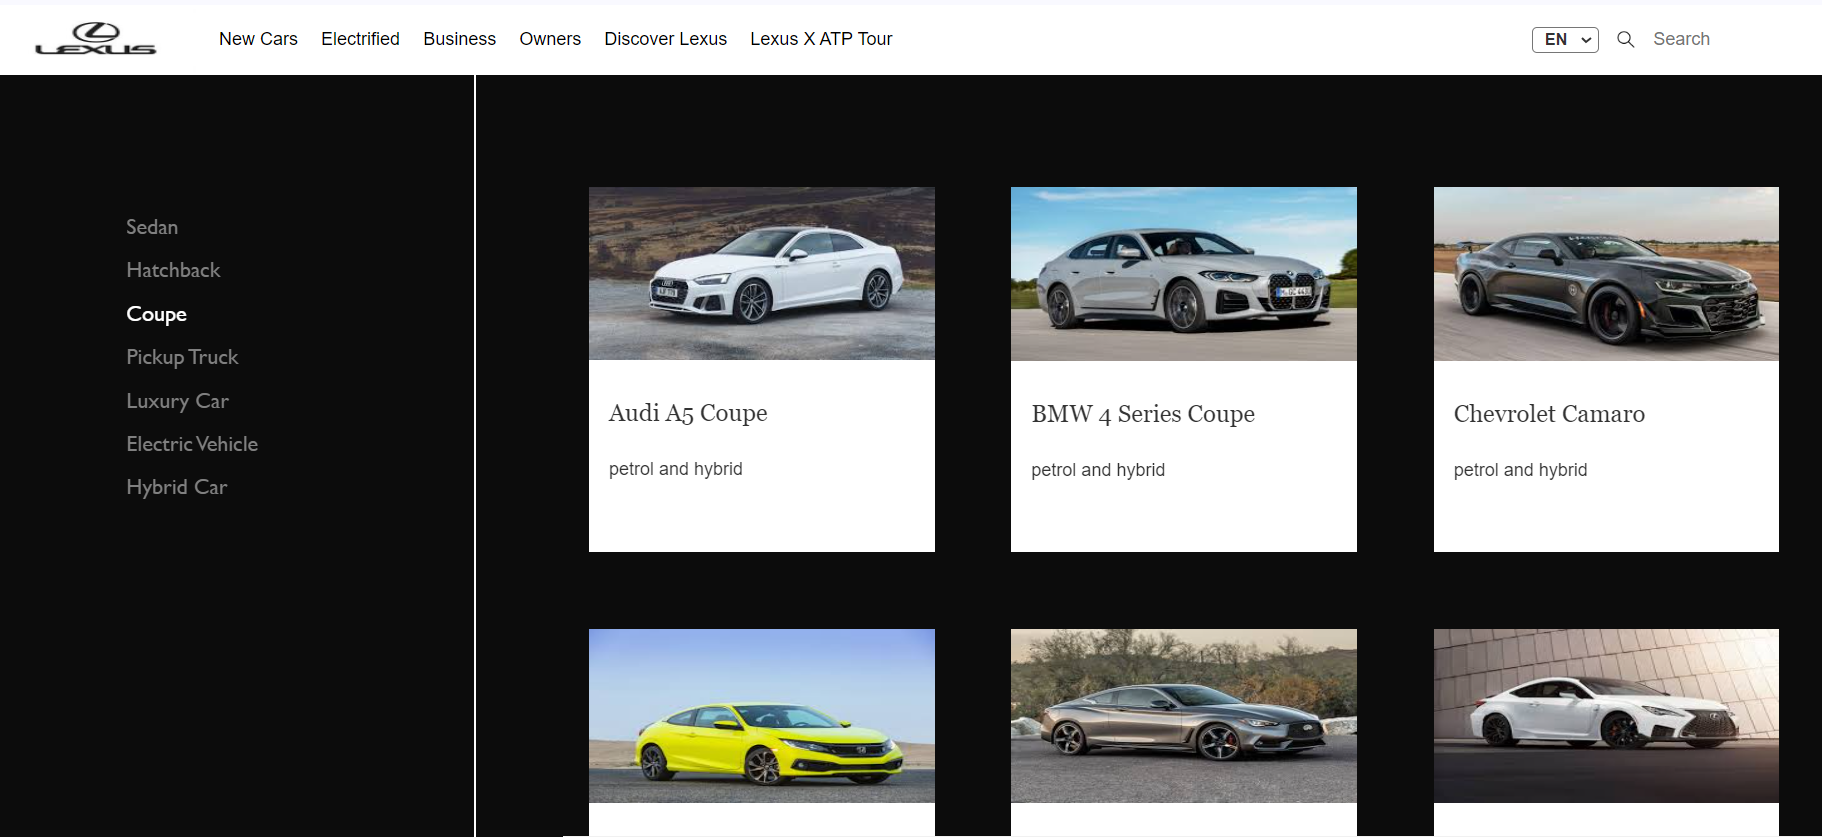 LEXUS
New Cars Electrified Business Owners Discover Lexus Lexus X ATP Tour
EN Search
Sedan
Hatchback
Coupe
Pickup Truck
Luxury Car
Electric Vehicle
Hybrid Car
Audi A5 Coupe
petrol and hybrid
BMW 4 Series Coupe
petrol and hybrid
Chevrolet Camaro
petrol and hybrid